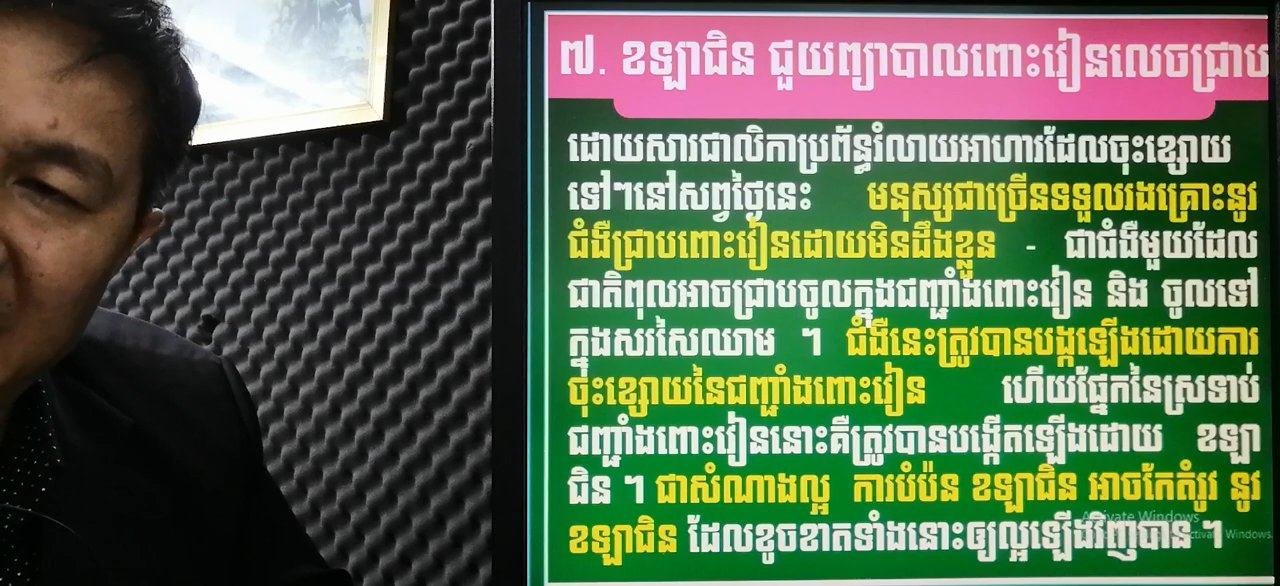 ៧. ខឡាជិន ជួយព្យាបាលពោះវៀនលេចជ្រាប
ដោយសារជាលិកាប្រព័ន្ធរំលាយអាហារដែលចុះខ្សោយ
ទៅៗនៅសព្វថ្ងៃនេះ មនុស្សជាច្រើនទទួលរងគ្រោះនូវ
ជំងឺជ្រាបពោះវៀនដោយមិនដឹងខ្លួន - ជាជំងឺមួយដែល
ជាតិពុលអាចជ្រាបចូលក្នុងជញ្ជាំងពោះវៀន និង ចូលទៅ
ក្នុងសរសៃឈាម ។ ជំងឺនេះត្រូវបានបង្កឡើងដោយការ
ចុះខ្សោយនៃជញ្ជាំងពោះវៀន ហើយផ្នែកនៃស្រទាប់
ជញ្ជាំងពោះវៀននោះគឺត្រូវបានបង្កើតឡើងដោយ ខឡា
ជិន ។ ជាសំណាងល្អ ការបំប៉ន ខឡាជិន អាចកែតំរូវ នូវ
ខឡាជិន ដែលខូចខាតទាំងនោះឲ្យល្អឡើងវិញបាន ។
Activate Windows